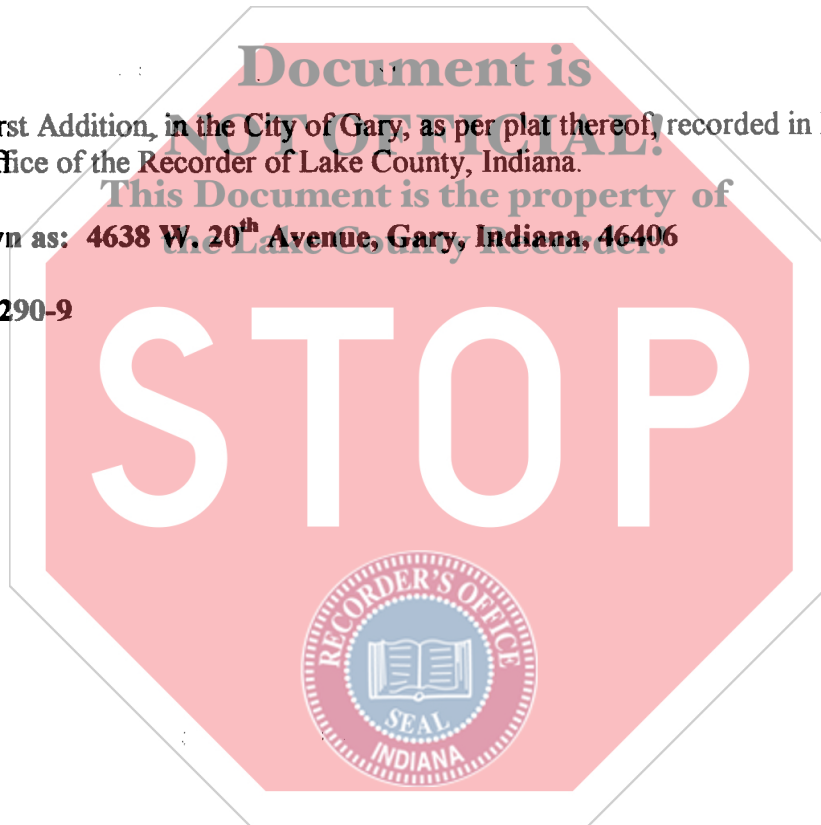 Document is
NOT OFFICIAL!
rst Addition, in the City of Gary, as per plat thereof, recorded in
ffice of the Recorder of Lake County, Indiana.
This Document is the property of
the Lake County Recorder!
n as: 4638 W. 20th Avenue, Gary, Indiana, 46406
290-9
STOP
RECORDER'S OFFICE
SEAL
INDIANA